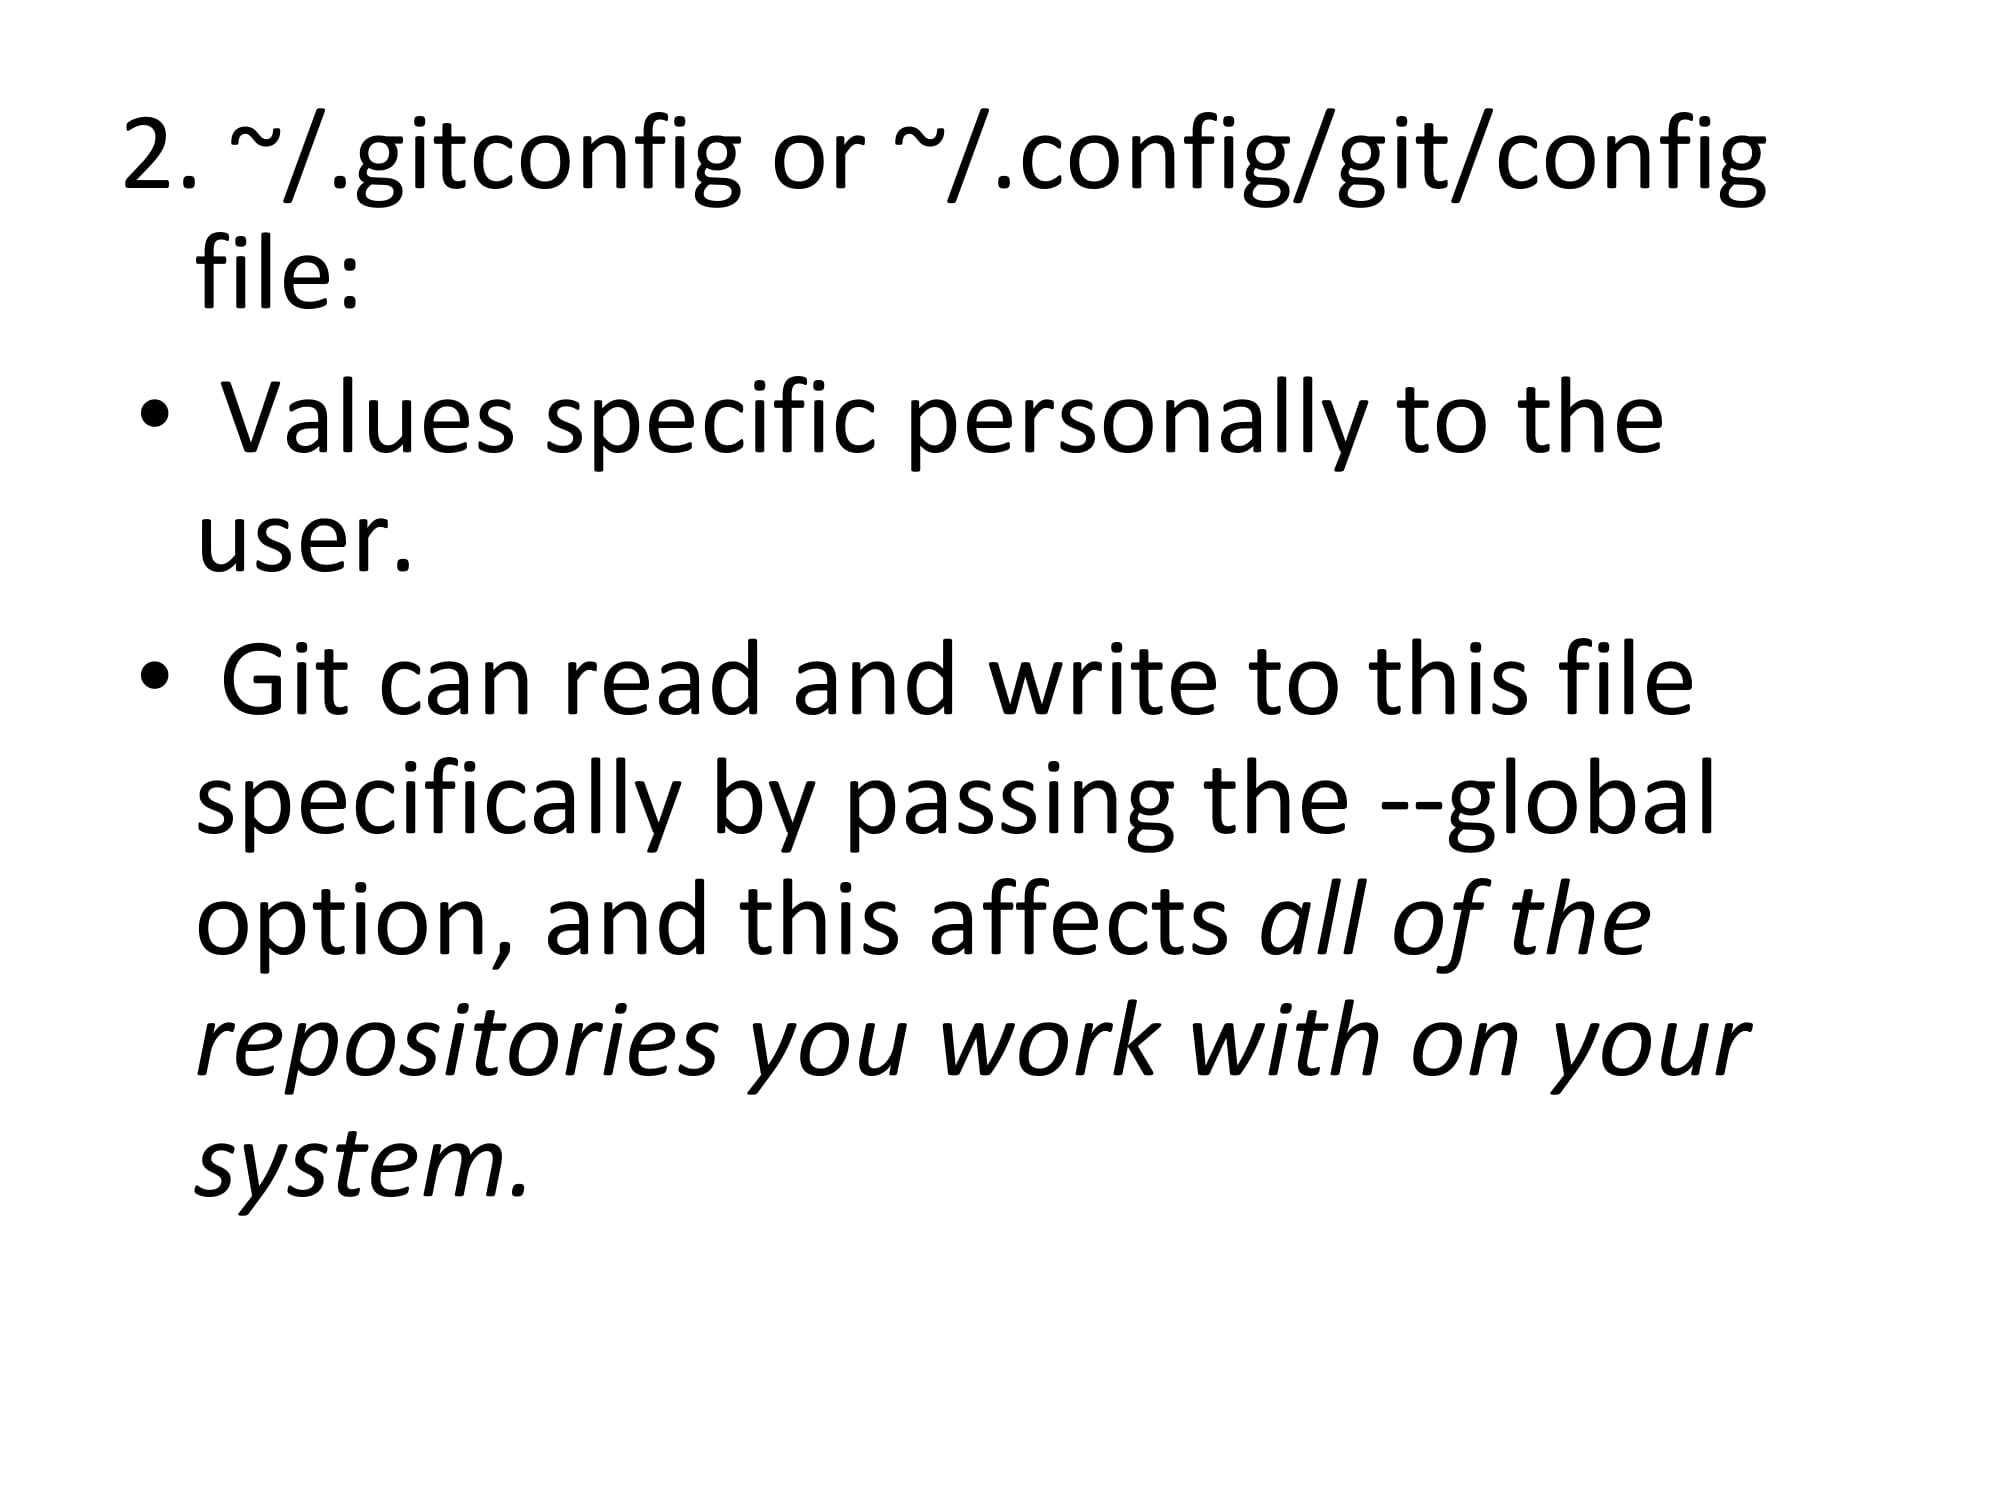 2. ~/.gitconfig or ~/.config/git/config
file:
• Values specific personally to the
user.
• Git can read and write to this file
specifically by passing the --global
option, and this affects all of the
repositories you work with on your
system.